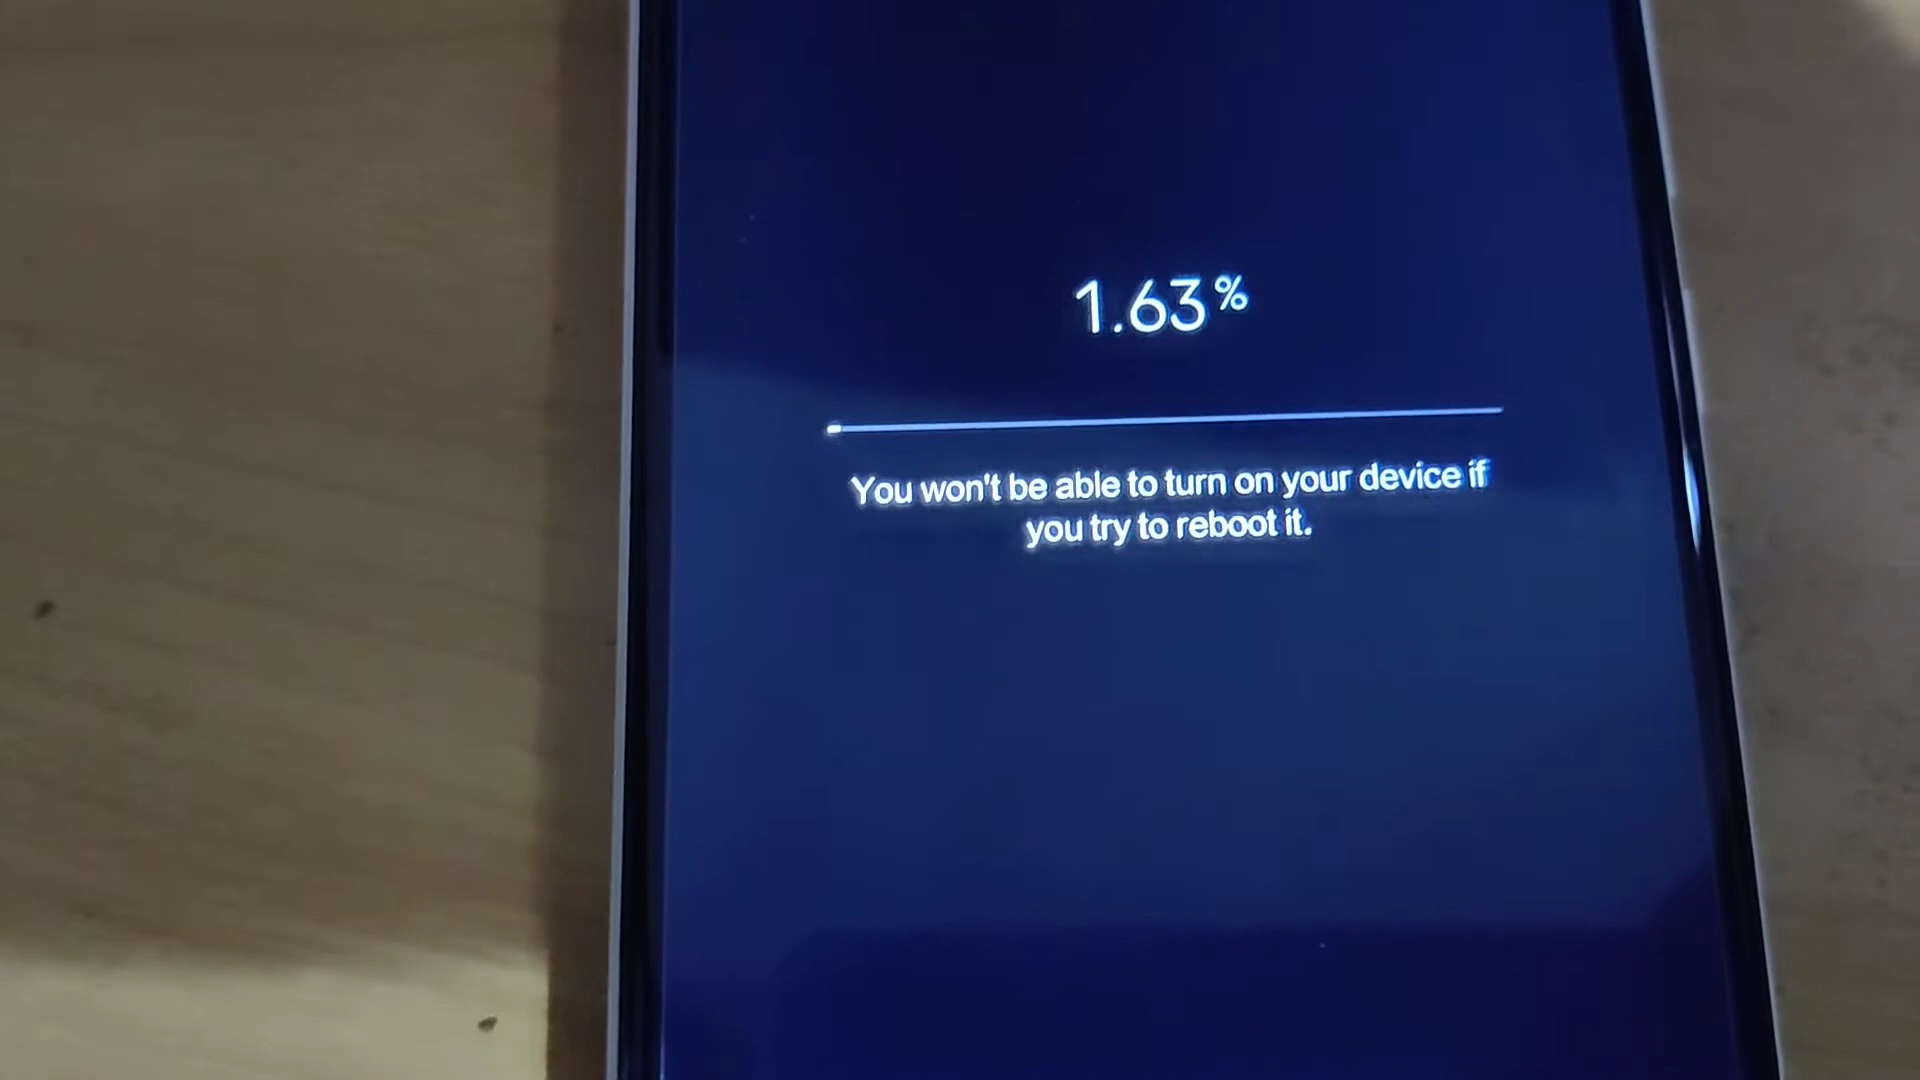 1.63%
You won't be able to turn on your device if
you try to reboot it.